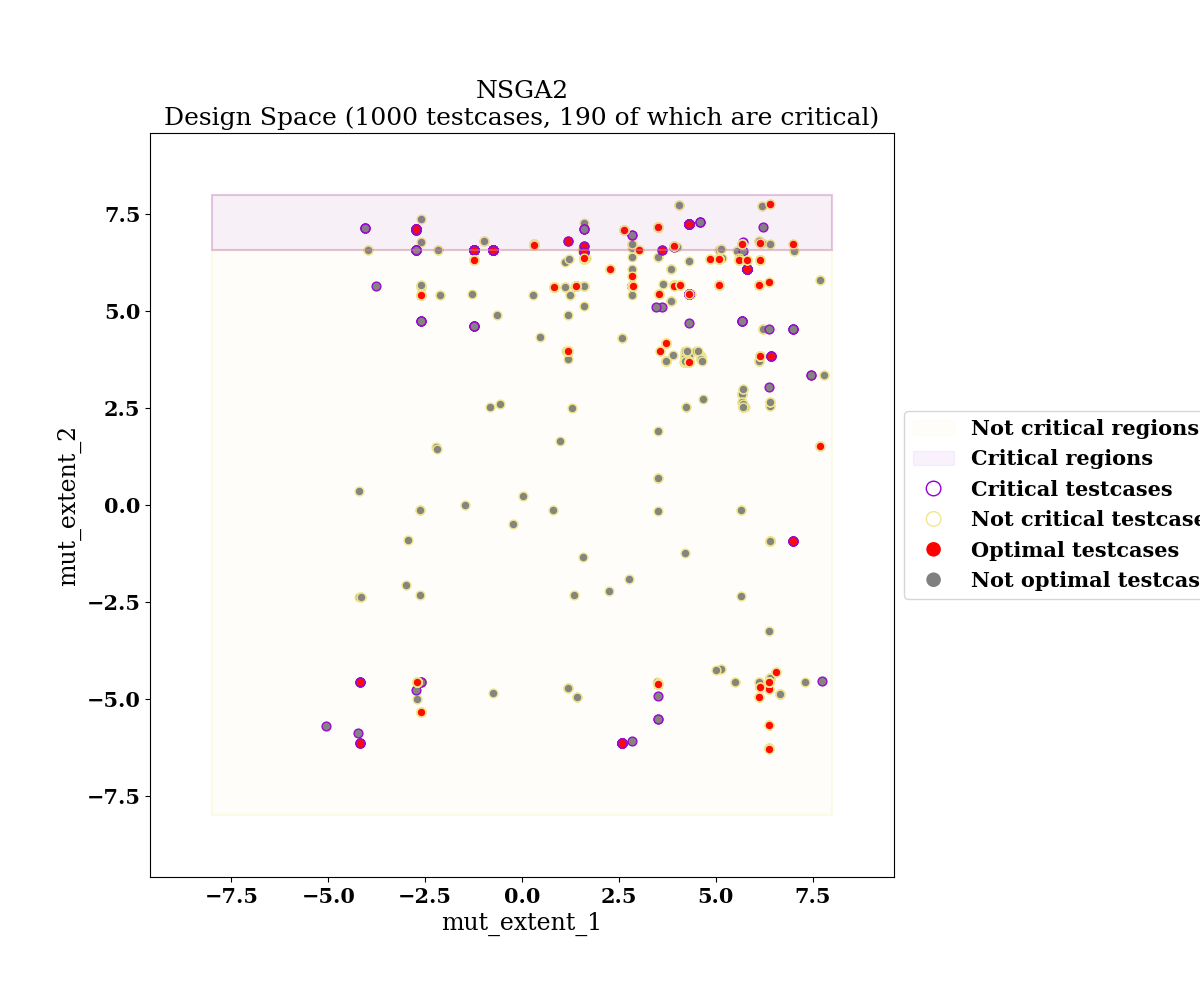 NSGA2
Design Space (1000 testcases, 190 of which are critical)
7.5
5.0
2.5
0.0
−2.5
−5.0
−7.5
mut_extent_2
−7.5 −5.0 −2.5 0.0 2.5 5.0 7.5
mut_extent_1
Not critical regions
Critical regions
Critical testcases
Not critical testcase
Optimal testcases
Not optimal testcas